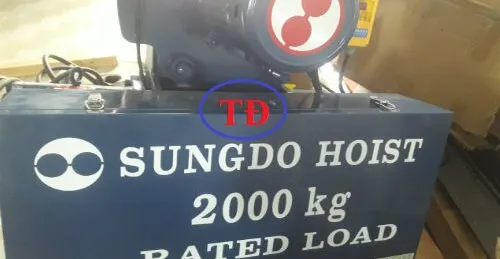 TĐ
SUNGDO HOIST
2000 kg
RATED LOAD